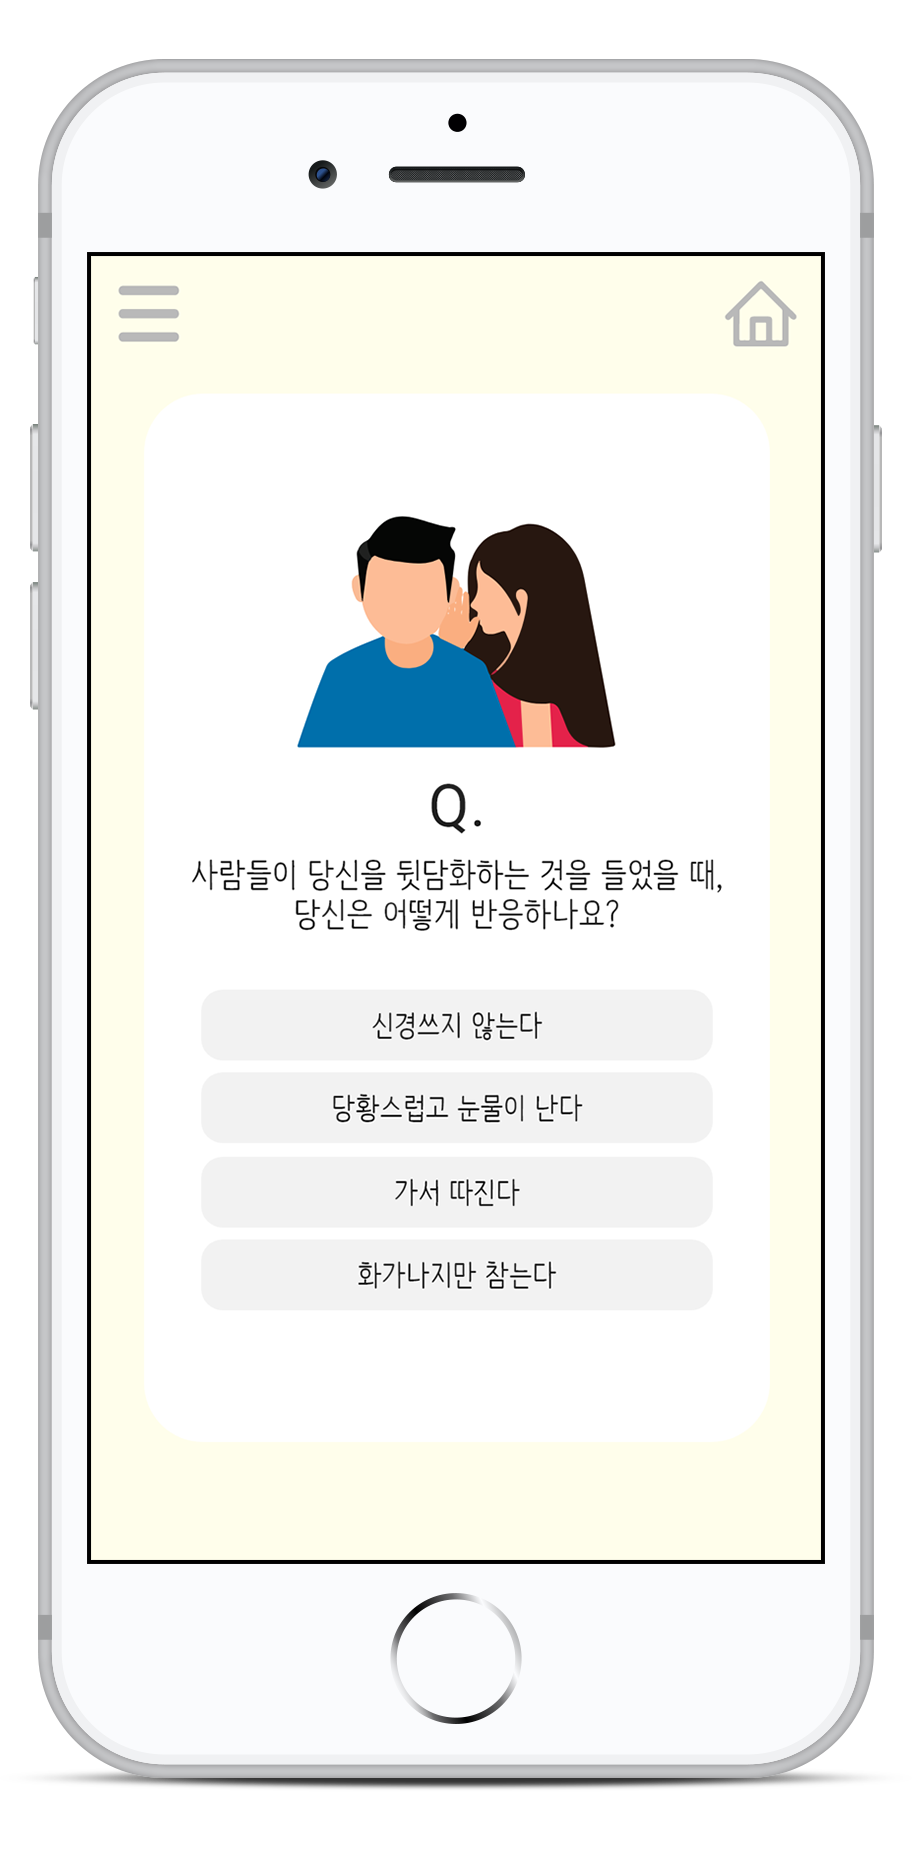 Q.
사람들이 당신을 뒷담화하는 것을 들었을 때,
당신은 어떻게 반응하나요?
신경쓰지 않는다
당황스럽고 눈물이 난다
가서 따진다
화가나지만 참는다